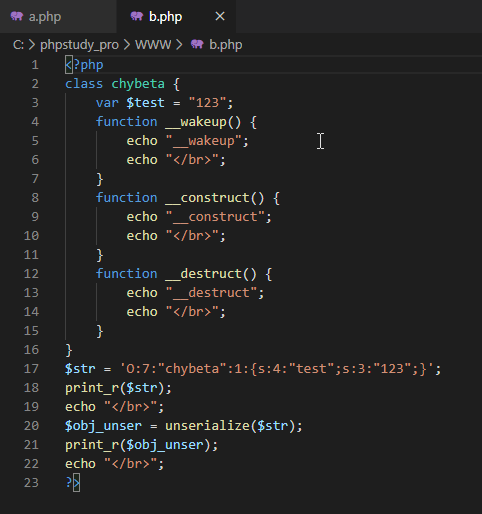 a.php b.php ×
C: > phpstudy_pro > WWW > b.php
1 <?php
2 class chybeta {
3     var $test = "123";
4     function __wakeup() {
5         echo "__wakeup";
6         echo "</br>";
7     }
8     function __construct() {
9         echo "__construct";
10         echo "</br>";
11     }
12     function __destruct() {
13         echo "__destruct";
14         echo "</br>";
15     }
16 }
17 $str = 'O:7:"chybeta":1:{s:4:"test";s:3:"123";}';
18 print_r($str);
19 echo "</br>";
20 $obj_unser = unserialize($str);
21 print_r($obj_unser);
22 echo "</br>";
23 ?>